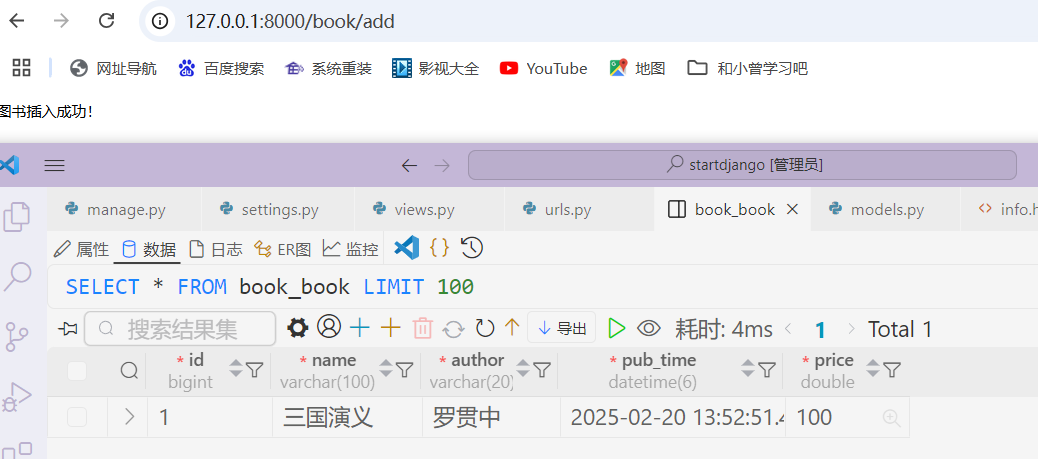 127.0.0.1:8000/book/add
网址导航 百度搜索 系统重装 影视大全 YouTube 地图 和小曾学习吧
图书插入成功！
startdjango [管理员]
manage.py settings.py views.py urls.py book_book models.py info.h
属性 数据 日志 ER图 监控
SELECT * FROM book_book LIMIT 100
搜索结果集 导出 耗时: 4ms 1 Total 1
* id * name * author * pub_time * price
bigint varchar(100) varchar(20) datetime(6) double
1 三国演义 罗贯中 2025-02-20 13:52:51.4 100